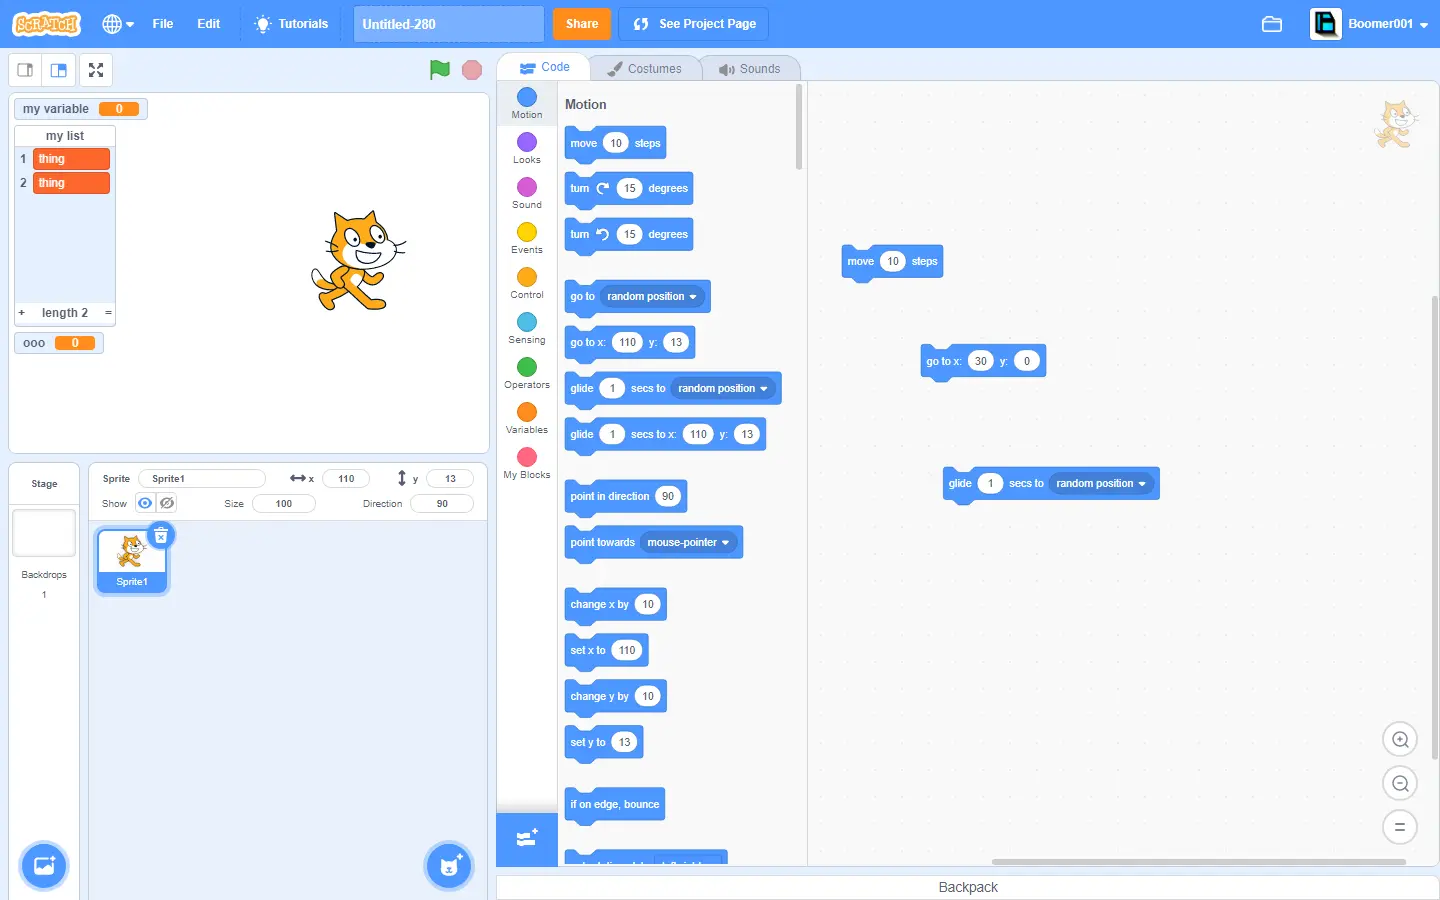 SCRATCH File Edit Tutorials Untitled-280 Share See Project Page Boomer001
Code Costumes Sounds
my variable 0
my list
1 thing
2 thing
+ length 2 =
ooo 0
Sprite Sprite1 x 110 y 13
Show Size 100 Direction 90
Sprite1
Stage
Backdrops
1
Motion
Looks
Sound
Events
Control
Sensing
Operators
Variables
My Blocks
Motion
move 10 steps
turn 15 degrees
turn 15 degrees
go to random position
go to x: 110 y: 13
glide 1 secs to random position
glide 1 secs to x: 110 y: 13
point in direction 90
point towards mouse-pointer
change x by 10
set x to 110
change y by 10
set y to 13
if on edge, bounce
move 10 steps
go to x: 30 y: 0
glide 1 secs to random position
Backpack